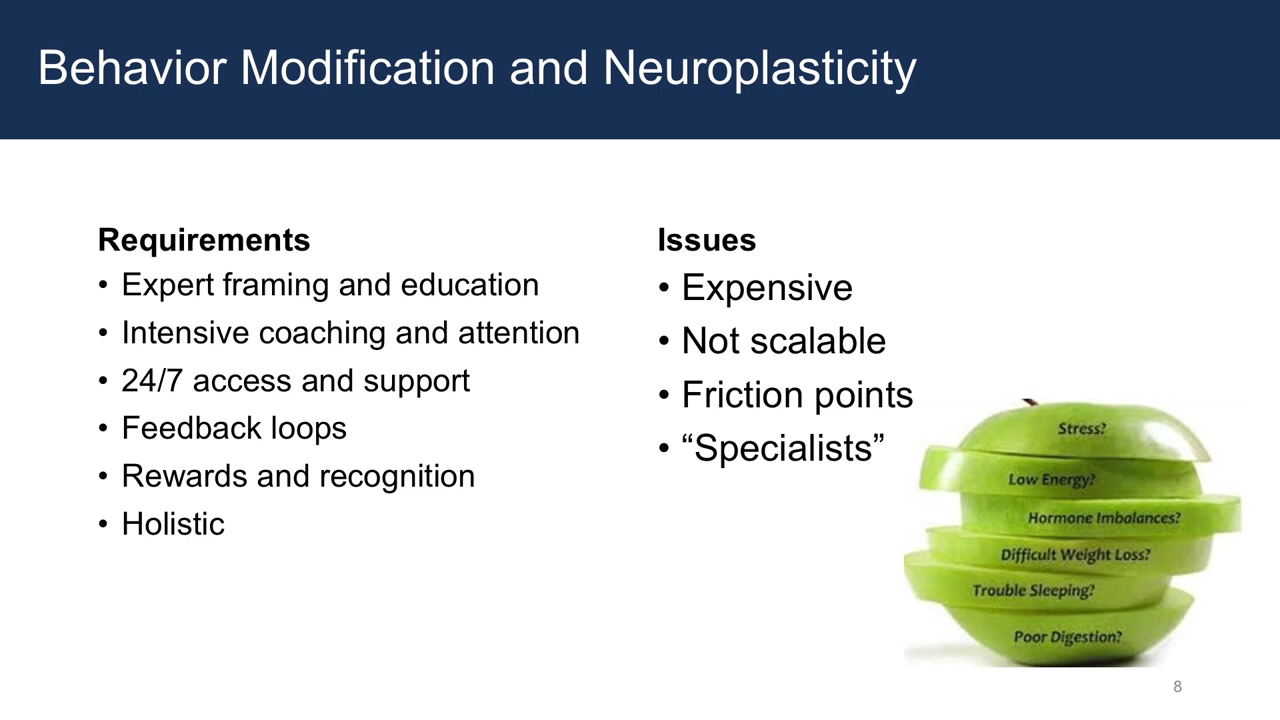 Behavior Modification and Neuroplasticity
Requirements
• Expert framing and education
• Intensive coaching and attention
• 24/7 access and support
• Feedback loops
• Rewards and recognition
• Holistic
Issues
• Expensive
• Not scalable
• Friction points
• “Specialists”
Stress?
Low Energy?
Hormone Imbalances?
Difficult Weight Loss?
Trouble Sleeping?
Poor Digestion?
8